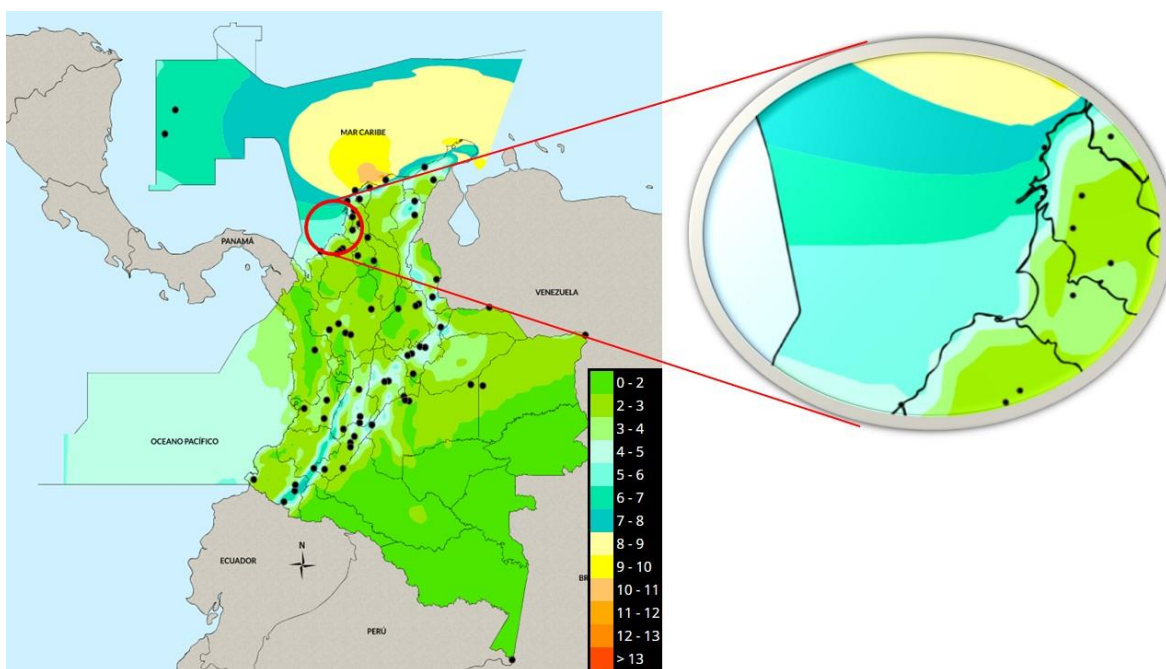 MAR CARIBE
PANAMÁ
VENEZUELA
OCEANO PACÍFICO
N
ECUADOR
BR
PERÚ
0 - 2
2 - 3
3 - 4
4 - 5
5 - 6
6 - 7
7 - 8
8 - 9
9 - 10
10 - 11
11 - 12
12 - 13
> 13